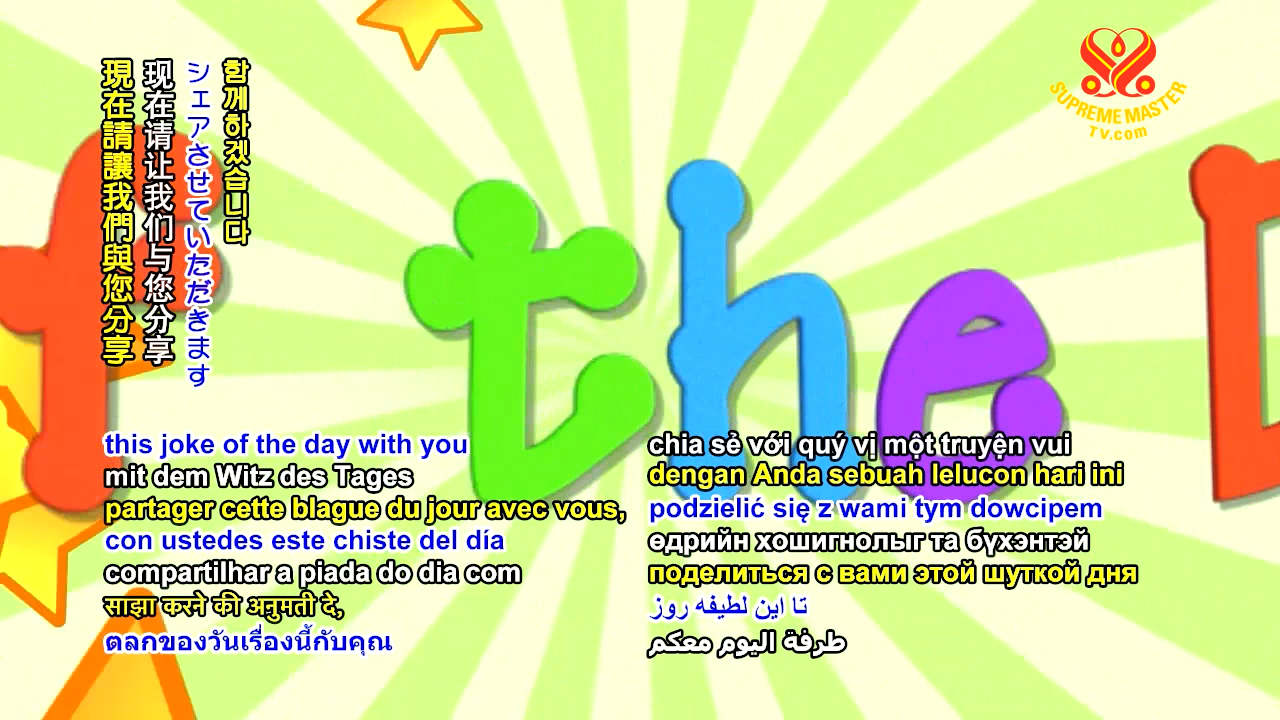 現在請讓我們與您分享
现在请让我们与您分享
シェアさせていただきます
함께하겠습니다
SUPREME MASTER
TV.com
f the
this joke of the day with you
mit dem Witz des Tages
partager cette blague du jour avec vous,
con ustedes este chiste del día
compartilhar a piada do dia com
साझा करने की अनुमती दे,
ตลกของวันเรื่องนี้กับคุณ
chia sẻ với quý vị một truyện vui
dengan Anda sebuah lelucon hari ini
podzielić się z wami tym dowcipem
өдрийн хошигнолыг та бүхэнтэй
поделиться с вами этой шуткой дня
تا این لطیفه روز
طرفة اليوم معكم